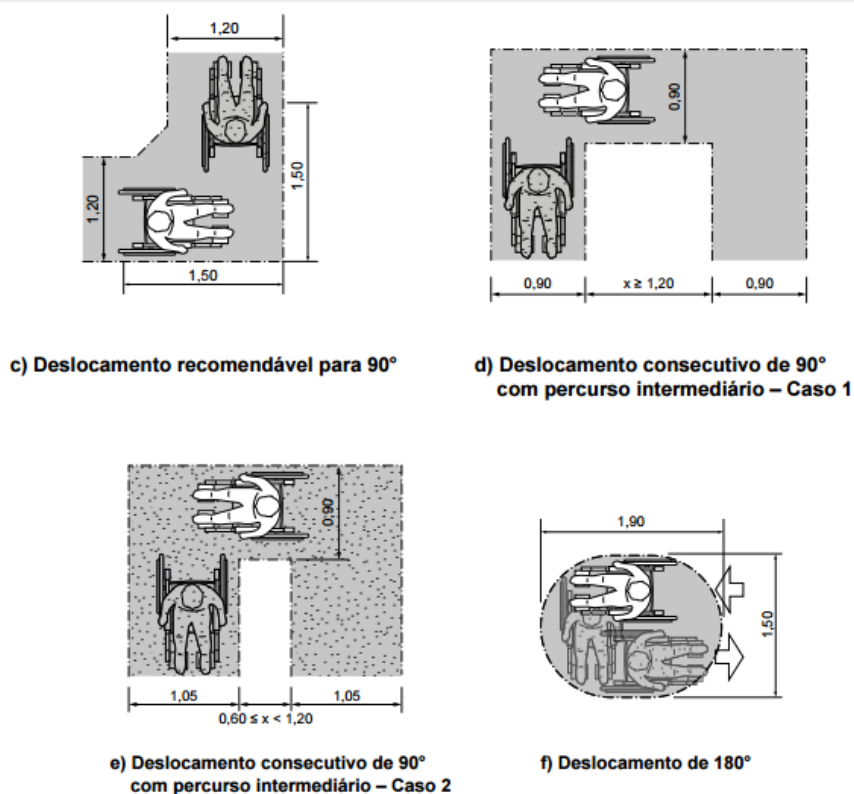 1,20
1,20
1,50
1,50
0,90
0,90
x ≥ 1,20
0,90
c) Deslocamento recomendável para 90°
d) Deslocamento consecutivo de 90°
com percurso intermediário – Caso 1
0,90
1,05
1,05
0,60 ≤ x < 1,20
1,90
1,50
e) Deslocamento consecutivo de 90°
com percurso intermediário – Caso 2
f) Deslocamento de 180°